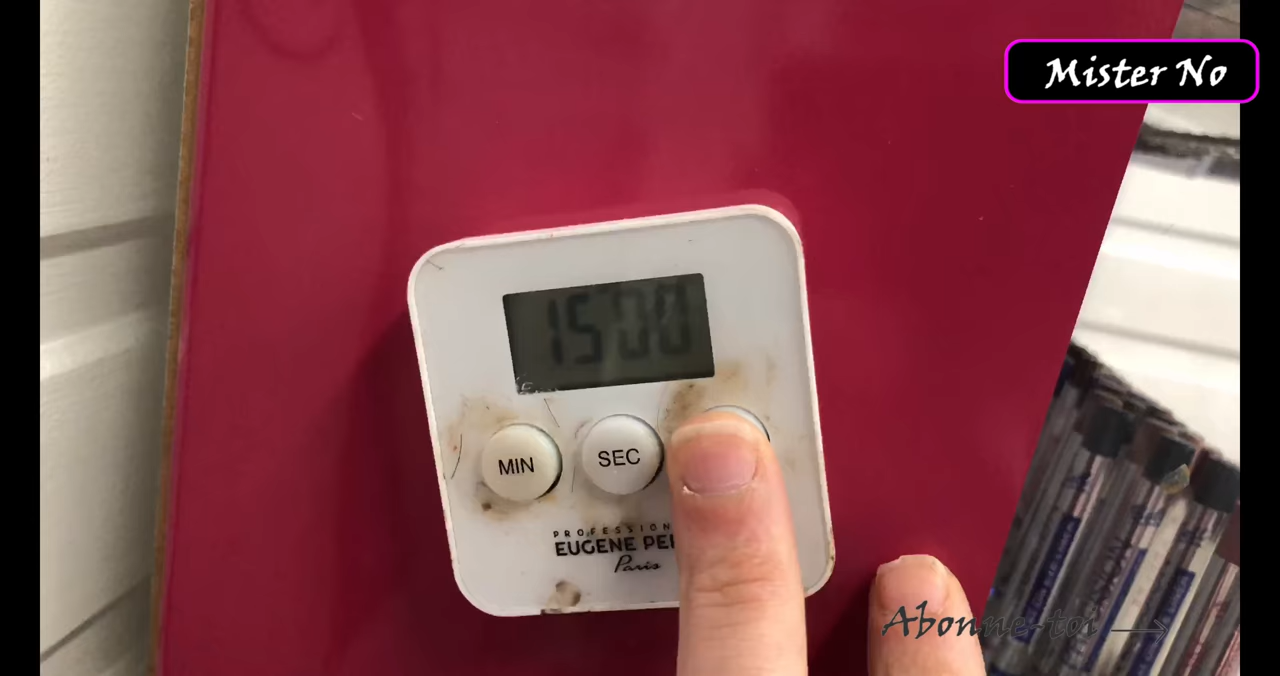 Mister No
15 00
MIN
SEC
PROFESSION
EUGENE PE
Paris
Abonne-toi